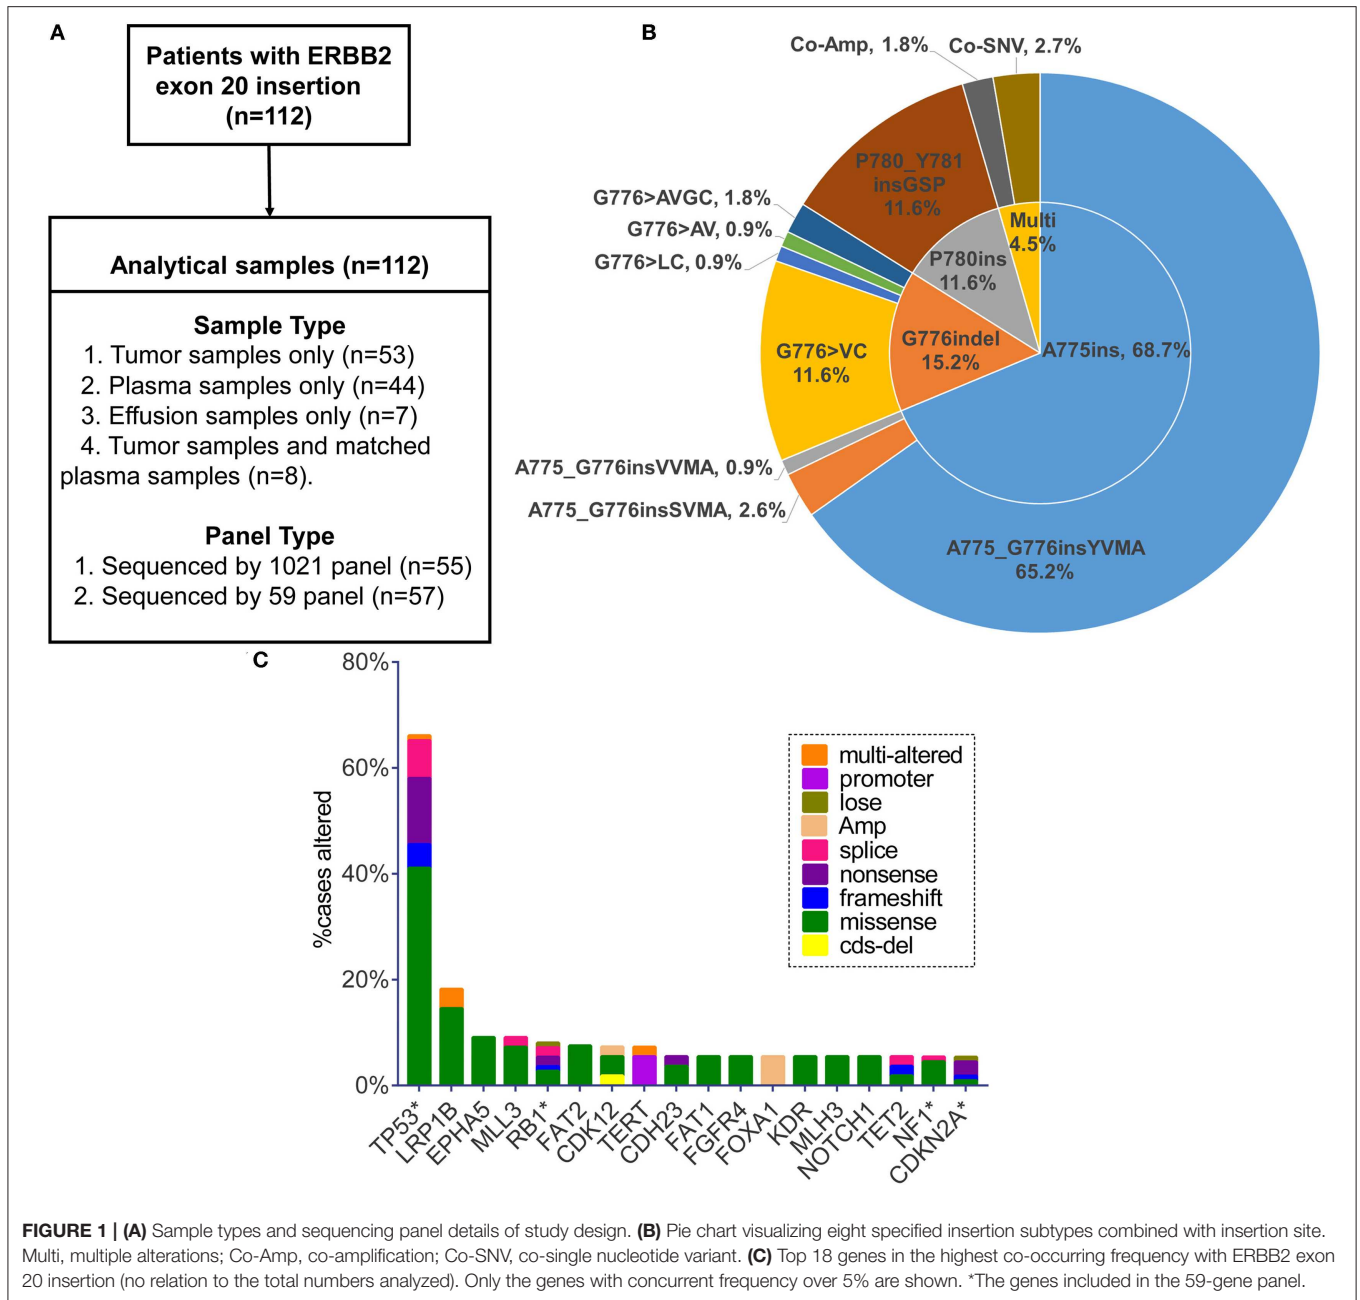 A
Patients with ERBB2
exon 20 insertion
(n=112)
Analytical samples (n=112)
Sample Type
1. Tumor samples only (n=53)
2. Plasma samples only (n=44)
3. Effusion samples only (n=7)
4. Tumor samples and matched
plasma samples (n=8).
Panel Type
1. Sequenced by 1021 panel (n=55)
2. Sequenced by 59 panel (n=57)
B
Co-Amp, 1.8%
Co-SNV, 2.7%
P780_Y781
insGSP
11.6%
G776>AVGC, 1.8%
G776>AV, 0.9%
G776>LC, 0.9%
Multi
4.5%
P780ins
11.6%
G776indel
15.2%
A775ins, 68.7%
G776>VC
11.6%
A775_G776insVVMA, 0.9%
A775_G776insSVMA, 2.6%
A775_G776insYVMA
65.2%
C
%cases altered
80%
60%
40%
20%
0%
multi-altered
promoter
lose
Amp
splice
nonsense
frameshift
missense
cds-del
TP53*
LRP1B
EPHA5
MLL3
RB1*
FAT2
CDK12
TERT
CDH23
FAT1
FGFR4
FOXA1
KDR
MLH3
NOTCH1
TET2
NF1*
CDKN2A*
FIGURE 1 | (A) Sample types and sequencing panel details of study design. (B) Pie chart visualizing eight specified insertion subtypes combined with insertion site.
Multi, multiple alterations; Co-Amp, co-amplification; Co-SNV, co-single nucleotide variant. (C) Top 18 genes in the highest co-occurring frequency with ERBB2 exon
20 insertion (no relation to the total numbers analyzed). Only the genes with concurrent frequency over 5% are shown. *The genes included in the 59-gene panel.